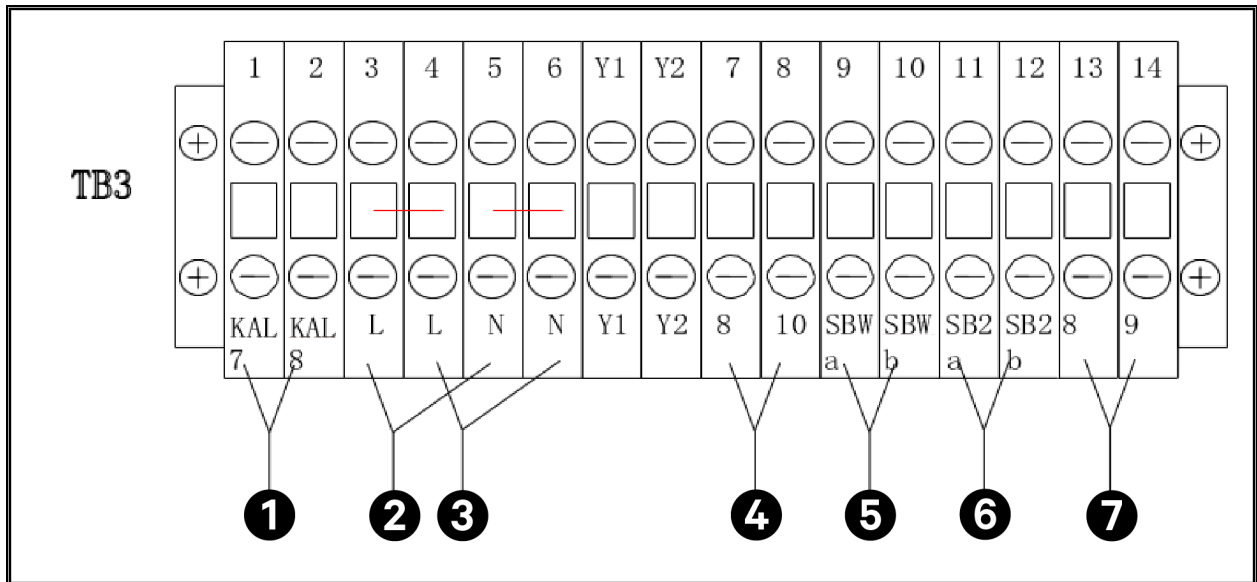 1 2 3 4 5 6 Y1 Y2 7 8 9 10 11 12 13 14
TB3
KAL KAL L L N N Y1 Y2 8 10 SBW SBW SB2 SB2 8 9
7 8 a b a b
1 2 3 4 5 6 7